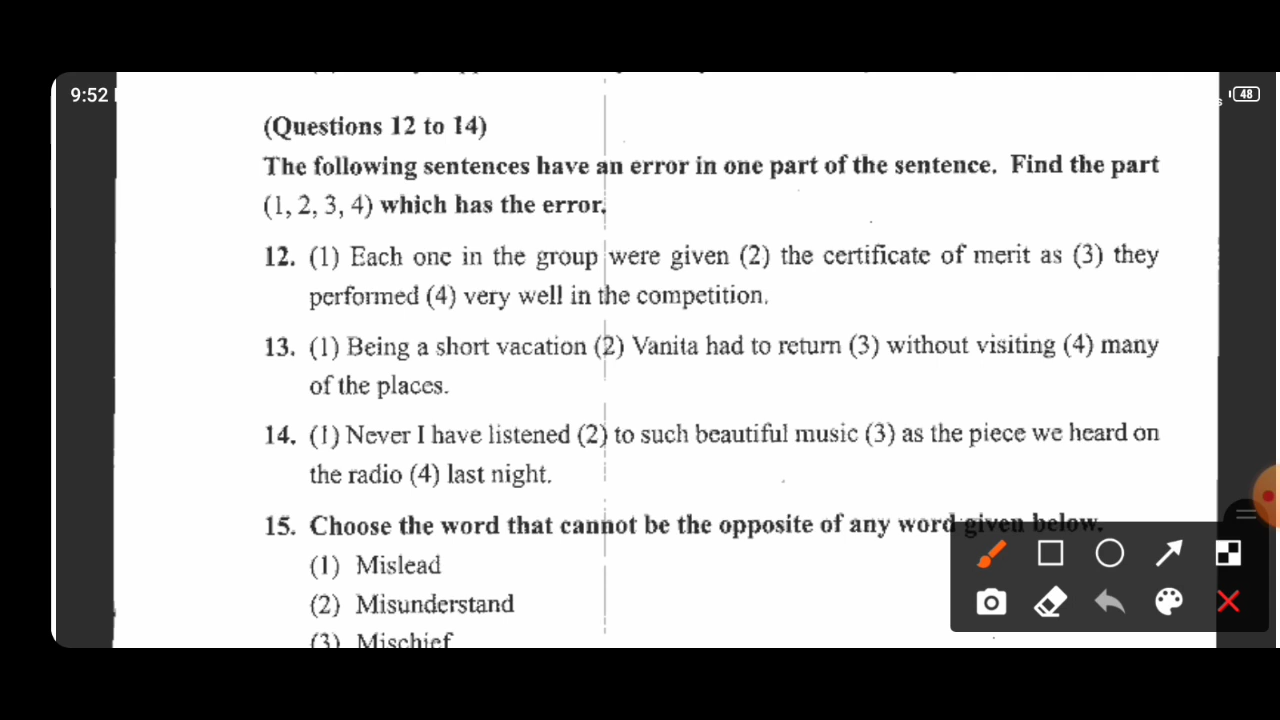 9:52
48
(Questions 12 to 14)
The following sentences have an error in one part of the sentence. Find the part
(1, 2, 3, 4) which has the error.
12. (1) Each one in the group were given (2) the certificate of merit as (3) they
performed (4) very well in the competition.
13. (1) Being a short vacation (2) Vanita had to return (3) without visiting (4) many
of the places.
14. (1) Never I have listened (2) to such beautiful music (3) as the piece we heard on
the radio (4) last night.
15. Choose the word that cannot be the opposite of any word given below.
(1) Mislead
(2) Misunderstand
(3) Mischief